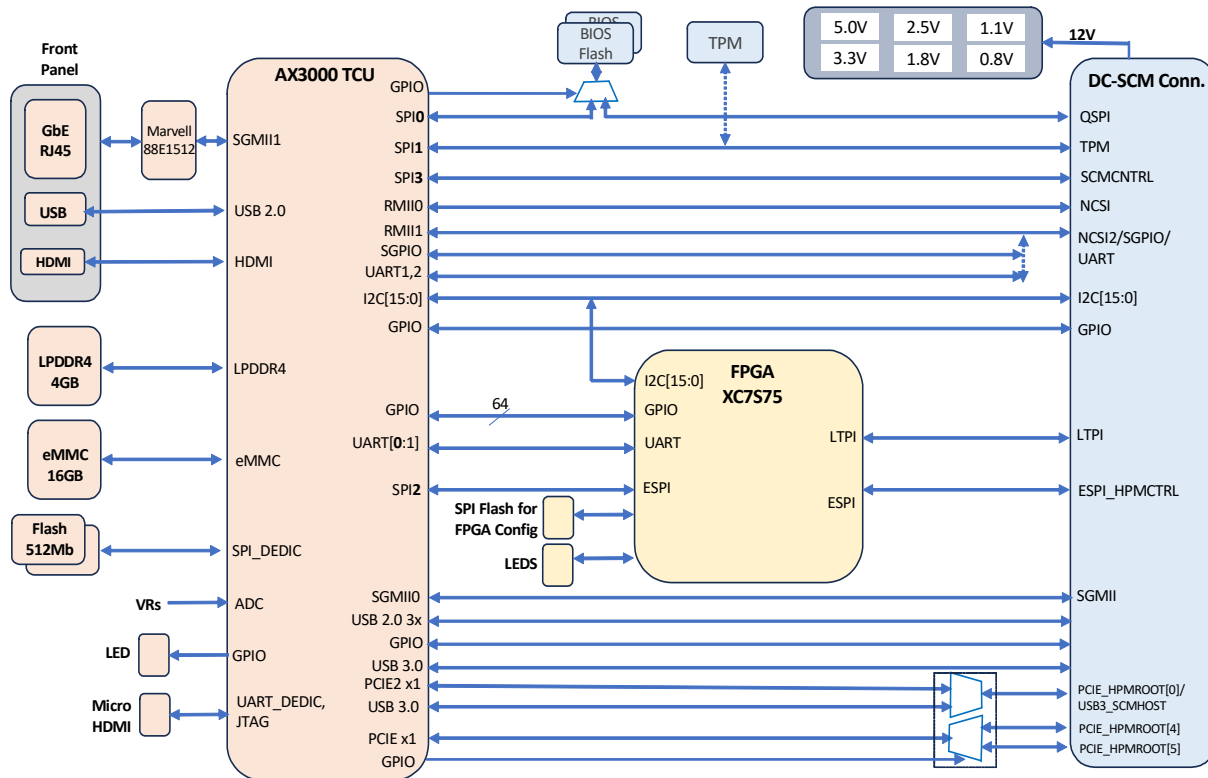 Front
Panel
GbE
RJ45
USB
HDMI
Marvell
88E1512
LPDDR4
4GB
eMMC
16GB
Flash
512Mb
VRs
LED
Micro
HDMI
AX3000 TCU
SGMII1
USB 2.0
HDMI
LPDDR4
eMMC
SPI_DEDIC
ADC
GPIO
UART_DEDIC,
JTAG
GPIO
SPI0
SPI1
SPI3
RMII0
RMII1
SGPIO
UART1,2
I2C[15:0]
GPIO
GPIO
UART[0:1]
SPI2
SGMII0
USB 2.0 3x
GPIO
USB 3.0
PCIE2 x1
USB 3.0
PCIE x1
GPIO
BIOS
BIOS
Flash
TPM
64
FPGA
XC7S75
I2C[15:0]
GPIO
UART
ESPI
LTPI
ESPI
SPI Flash for
FPGA Config
LEDS
5.0V 2.5V 1.1V
3.3V 1.8V 0.8V
12V
DC-SCM Conn.
QSPI
TPM
SCMCNTRL
NCSI
NCSI2/SGPIO/
UART
I2C[15:0]
GPIO
LTPI
ESPI_HPMCTRL
SGMII
PCIE_HPMROOT[0]/
USB3_SCMHOST
PCIE_HPMROOT[4]
PCIE_HPMROOT[5]